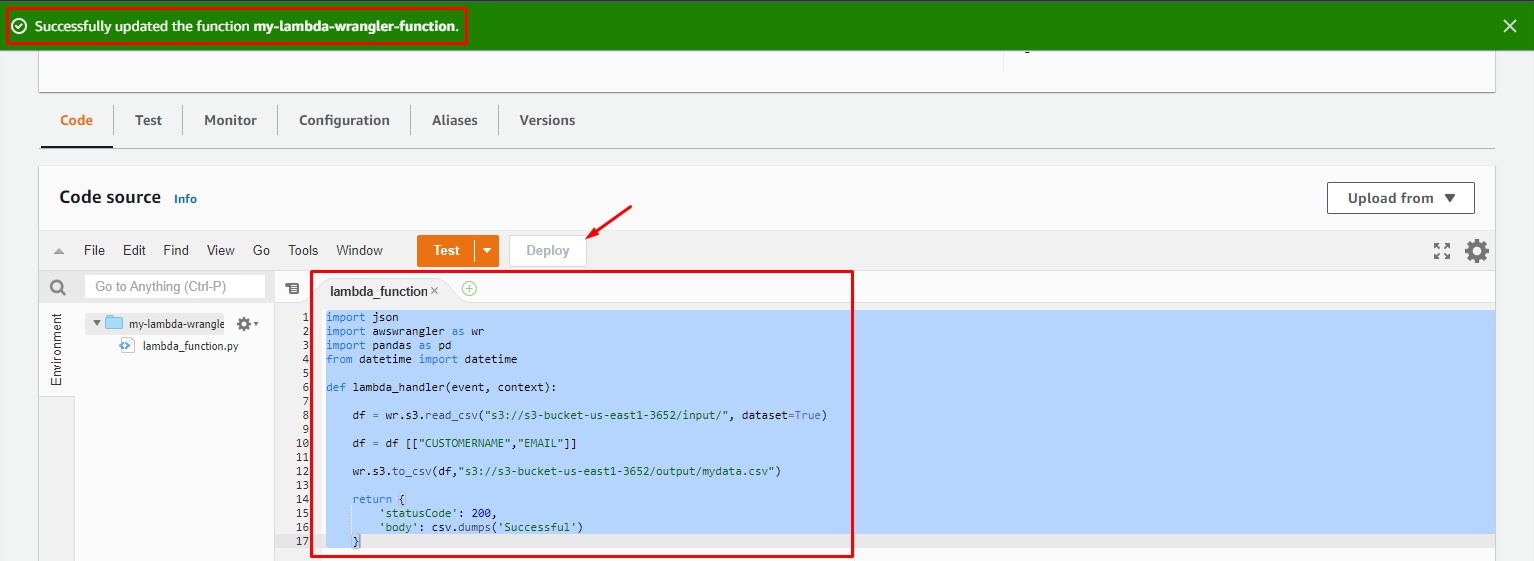 Successfully updated the function my-lambda-wrangler-function.
Code Test Monitor Configuration Aliases Versions
Code source Info
Upload from
File Edit Find View Go Tools Window Test Deploy
Go to Anything (Ctrl-P)
lambda_function
Environment
my-lambda-wrangle
lambda_function.py
1 import json
2 import awswrangler as wr
3 import pandas as pd
4 from datetime import datetime
5
6 def lambda_handler(event, context):
7
8 df = wr.s3.read_csv("s3://s3-bucket-us-east1-3652/input/", dataset=True)
9
10 df = df [["CUSTOMERNAME","EMAIL"]]
11
12 wr.s3.to_csv(df,"s3://s3-bucket-us-east1-3652/output/mydata.csv")
13
14 return {
15 'statusCode': 200,
16 'body': csv.dumps('Successful')
17 }